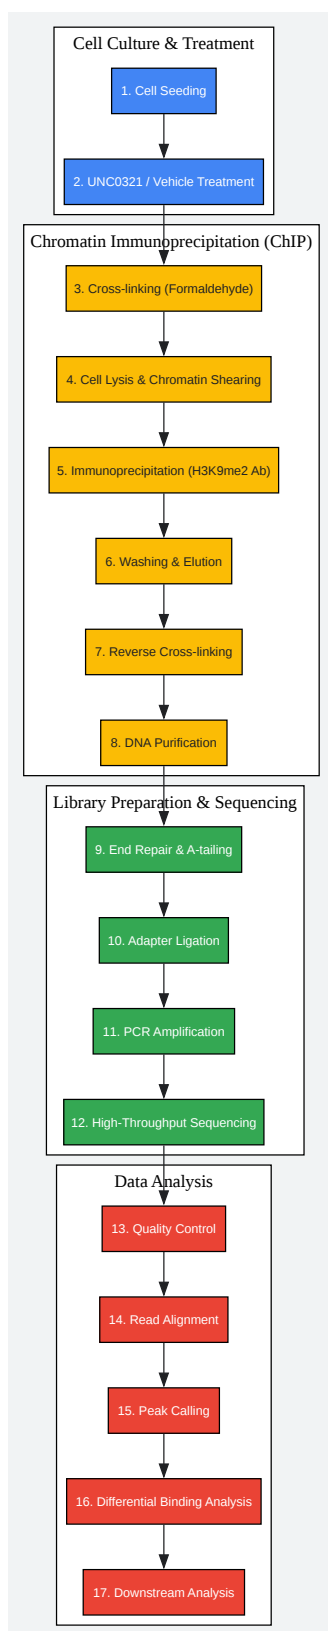 Cell Culture & Treatment
1. Cell Seeding
2. UNC0321 / Vehicle Treatment
Chromatin Immunoprecipitation (ChIP)
3. Cross-linking (Formaldehyde)
4. Cell Lysis & Chromatin Shearing
5. Immunoprecipitation (H3K9me2 Ab)
6. Washing & Elution
7. Reverse Cross-linking
8. DNA Purification
Library Preparation & Sequencing
9. End Repair & A-tailing
10. Adapter Ligation
11. PCR Amplification
12. High-Throughput Sequencing
Data Analysis
13. Quality Control
14. Read Alignment
15. Peak Calling
16. Differential Binding Analysis
17. Downstream Analysis